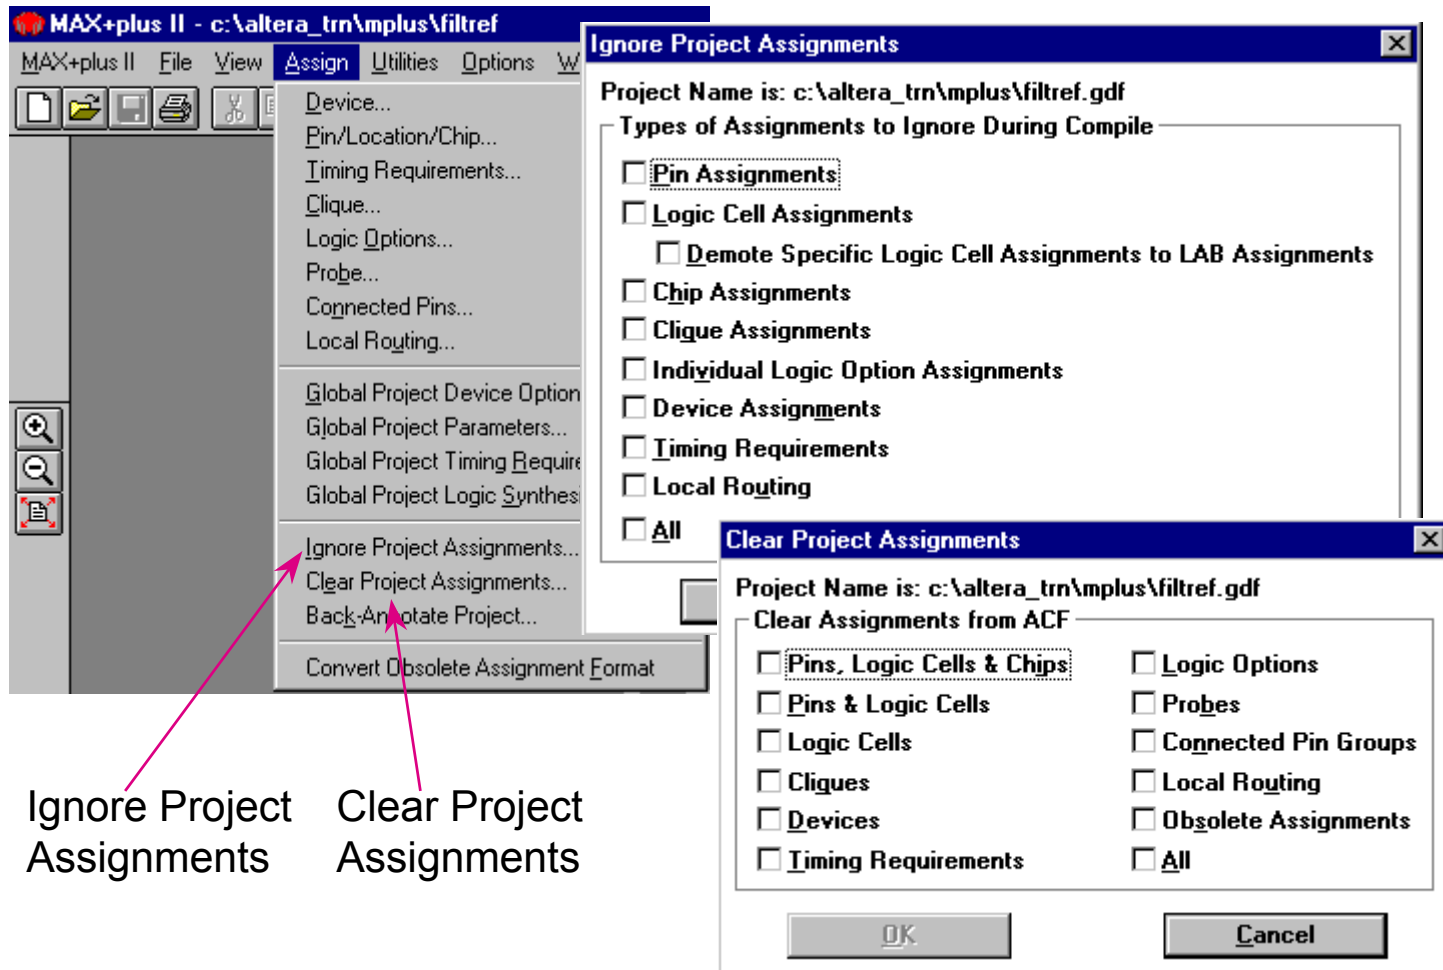 MAX+plus II - c:\altera_trn\mplus\filtref
MAX+plus II File View Assign Utilities Options W
Device...
Pin/Location/Chip...
Timing Requirements...
Clique...
Logic Options...
Probe...
Connected Pins...
Local Routing...
Global Project Device Option
Global Project Parameters...
Global Project Timing Require
Global Project Logic Synthesi
Ignore Project Assignments...
Clear Project Assignments...
Back-Annotate Project...
Convert Obsolete Assignment Format
Ignore Project Assignments
Project Name is: c:\altera_trn\mplus\filtref.gdf
Types of Assignments to Ignore During Compile
Pin Assignments
Logic Cell Assignments
Demote Specific Logic Cell Assignments to LAB Assignments
Chip Assignments
Clique Assignments
Individual Logic Option Assignments
Device Assignments
Timing Requirements
Local Routing
All
Clear Project Assignments
Project Name is: c:\altera_trn\mplus\filtref.gdf
Clear Assignments from ACF
Pins, Logic Cells & Chips
Pins & Logic Cells
Logic Cells
Cliques
Devices
Timing Requirements
Logic Options
Probes
Connected Pin Groups
Local Routing
Obsolete Assignments
All
OK
Cancel
Ignore Project
Assignments
Clear Project
Assignments